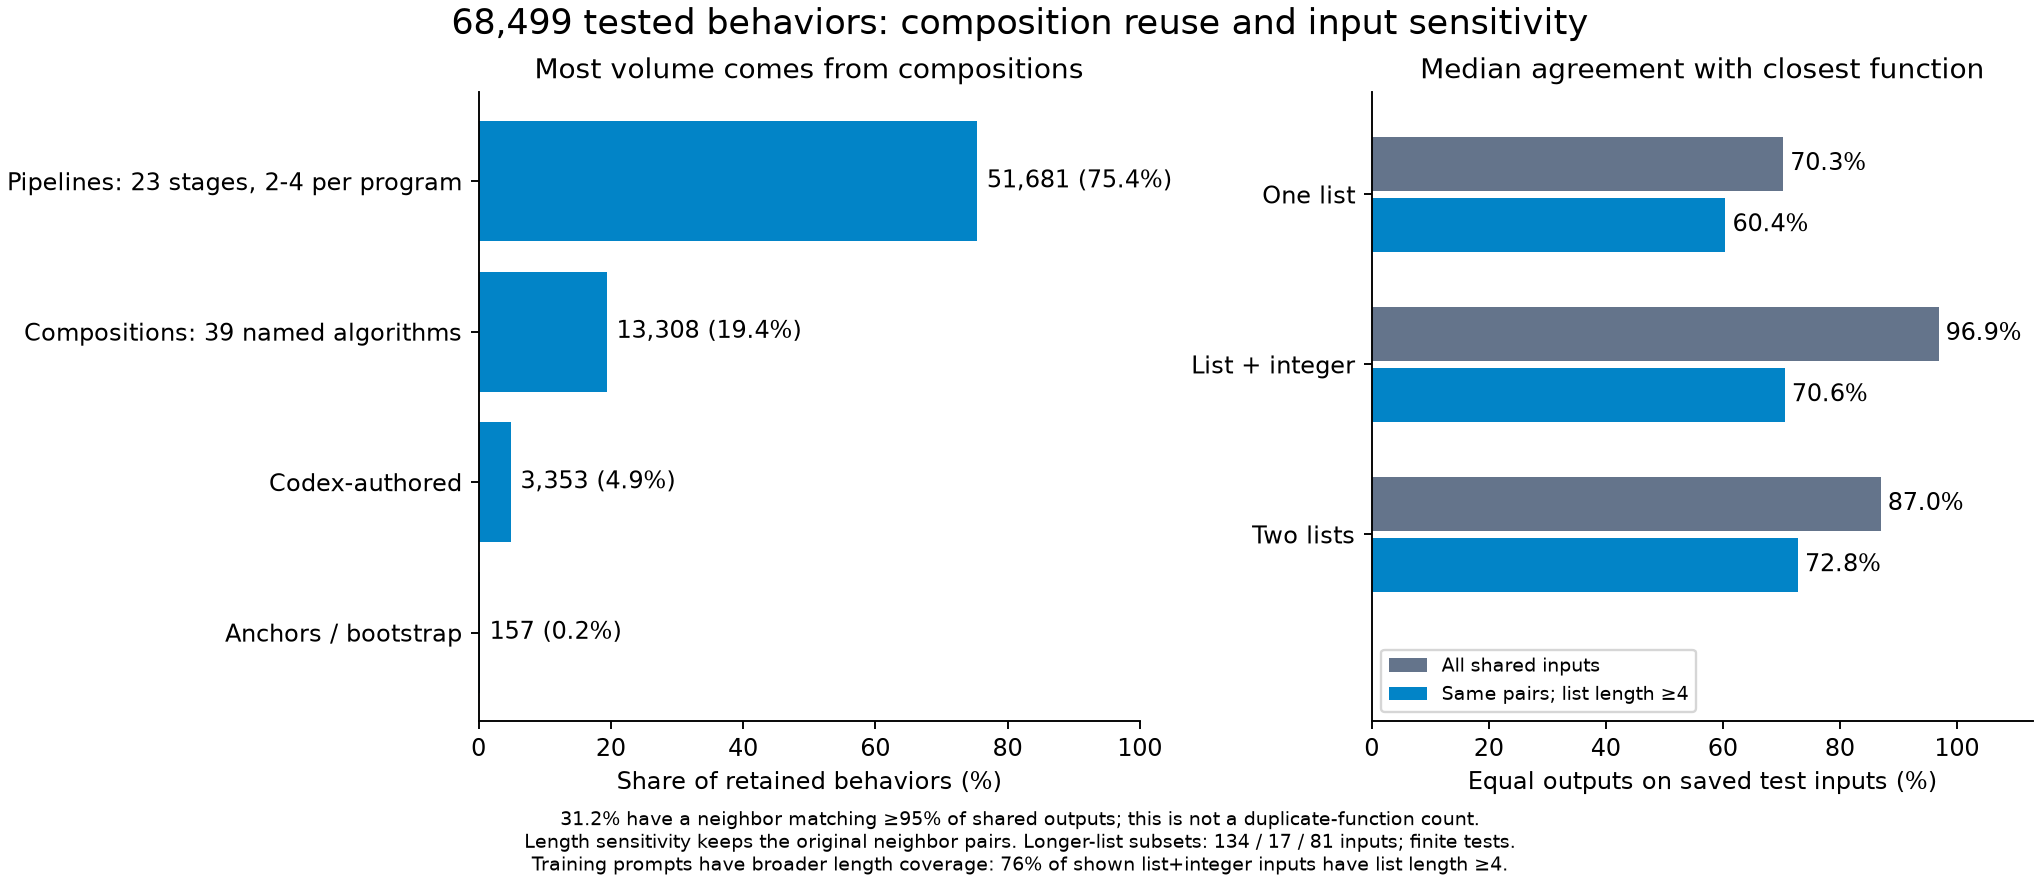 68,499 tested behaviors: composition reuse and input sensitivity
Most volume comes from compositions
Pipelines: 23 stages, 2-4 per program
51,681 (75.4%)
Compositions: 39 named algorithms
13,308 (19.4%)
Codex-authored
3,353 (4.9%)
Anchors / bootstrap
157 (0.2%)
0 20 40 60 80 100
Share of retained behaviors (%)
Median agreement with closest function
One list
70.3%
60.4%
List + integer
96.9%
70.6%
Two lists
87.0%
72.8%
All shared inputs
Same pairs; list length ≥4
0 20 40 60 80 100
Equal outputs on saved test inputs (%)
31.2% have a neighbor matching ≥95% of shared outputs; this is not a duplicate-function count.
Length sensitivity keeps the original neighbor pairs. Longer-list subsets: 134 / 17 / 81 inputs; finite tests.
Training prompts have broader length coverage: 76% of shown list+integer inputs have list length ≥4.